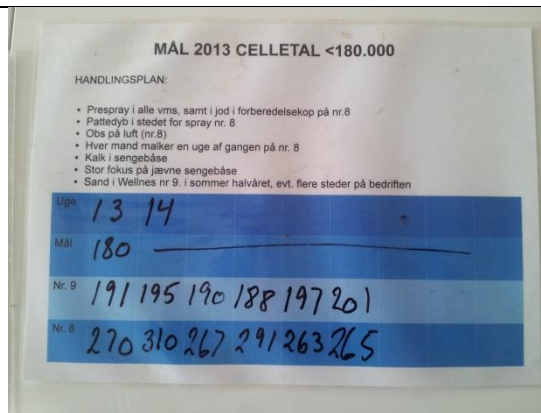 MÅL 2013 CELLETAL <180.000
HANDLINGSPLAN:
• Prespray i alle vms, samt i jod i forberedelsekop på nr.8
• Pattedyb i stedet for spray nr. 8
• Obs på luft (nr.8)
• Hver mand malker en uge af gangen på nr. 8
• Kalk i sengebåse
• Stor fokus på jævne sengebåse
• Sand i Wellnes nr 9. i sommer halvåret, evt. flere steder på bedriften
Uge 13 14
Mål 180
Nr. 9 191 195 190 188 197 201
Nr. 8 270 310 267 291 263 265